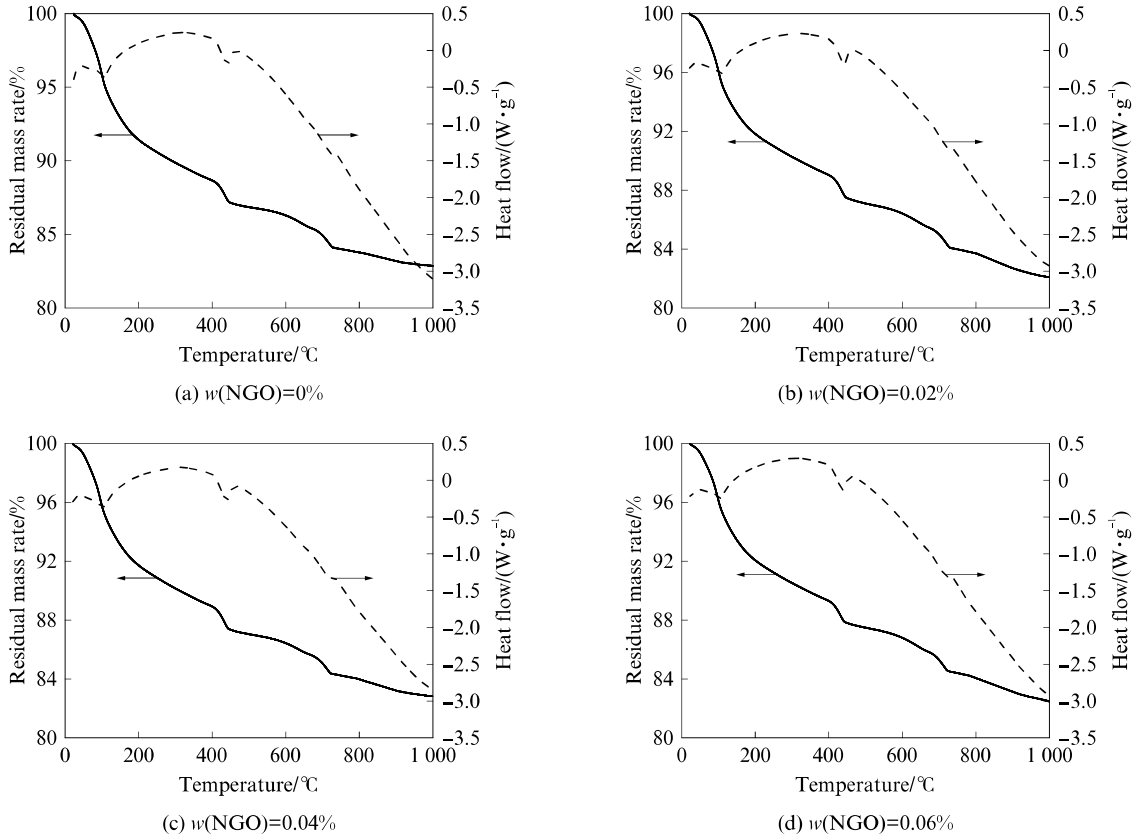 100
95
90
85
80
Residual mass rate/%
0.5
0
−0.5
−1.0
−1.5
−2.0
−2.5
−3.0
−3.5
Heat flow/(W·g⁻¹)
0 200 400 600 800 1 000
Temperature/℃
(a) w(NGO)=0%
100
96
92
88
84
80
Residual mass rate/%
0.5
0
−0.5
−1.0
−1.5
−2.0
−2.5
−3.0
−3.5
Heat flow/(W·g⁻¹)
0 200 400 600 800 1 000
Temperature/℃
(b) w(NGO)=0.02%
100
96
92
88
84
80
Residual mass rate/%
0.5
0
−0.5
−1.0
−1.5
−2.0
−2.5
−3.0
−3.5
Heat flow/(W·g⁻¹)
0 200 400 600 800 1 000
Temperature/℃
(c) w(NGO)=0.04%
100
96
92
88
84
80
Residual mass rate/%
0.5
0
−0.5
−1.0
−1.5
−2.0
−2.5
−3.0
−3.5
Heat flow/(W·g⁻¹)
0 200 400 600 800 1 000
Temperature/℃
(d) w(NGO)=0.06%